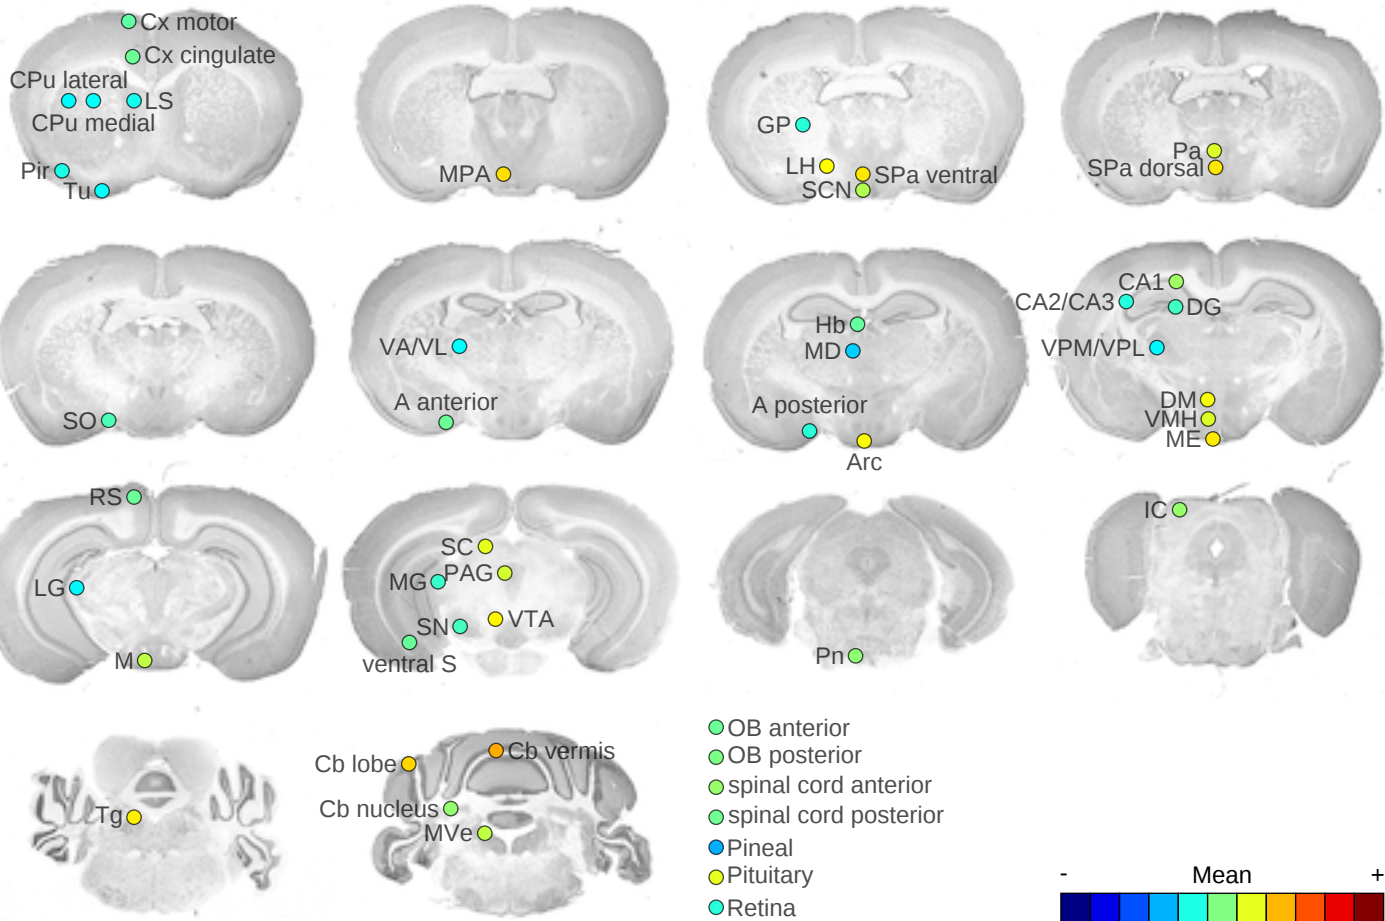 Cx motor
Cx cingulate
CPu lateral
LS
CPu medial
Pir
Tu
MPA
GP
LH
SPa ventral
SCN
Pa
SPa dorsal
SO
VA/VL
A anterior
Hb
MD
A posterior
Arc
CA1
CA2/CA3
DG
VPM/VPL
DM
VMH
ME
RS
LG
M
SC
MG
PAG
SN
VTA
ventral S
Pn
IC
Tg
Cb lobe
Cb vermis
Cb nucleus
MVe
OB anterior
OB posterior
spinal cord anterior
spinal cord posterior
Pineal
Pituitary
Retina
- Mean +